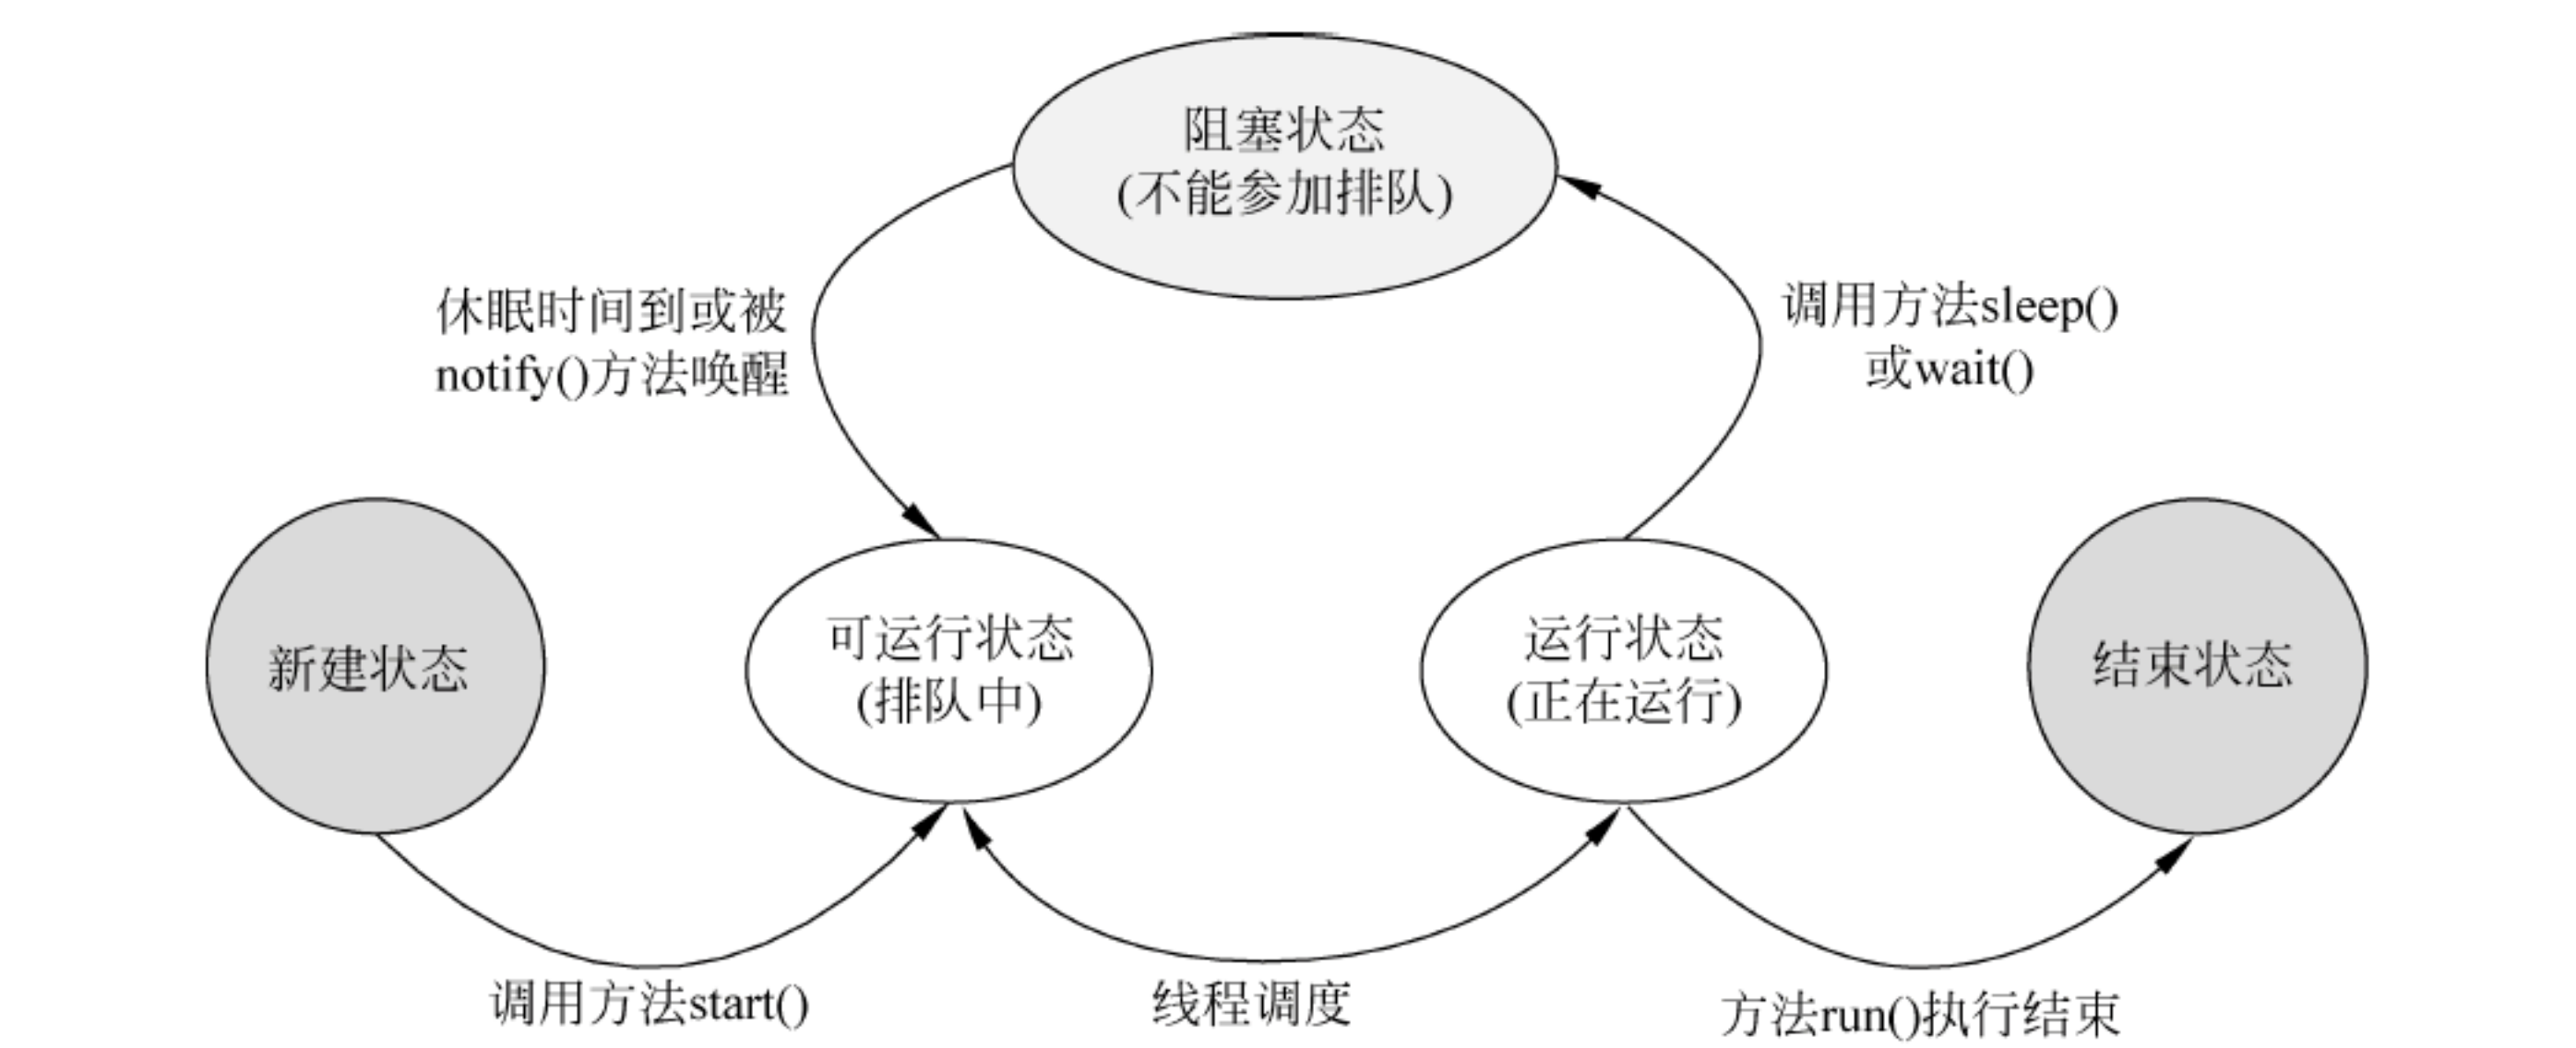 阻塞状态
(不能参加排队)
休眠时间到或被
notify()方法唤醒
调用方法sleep()
或wait()
新建状态
可运行状态
(排队中)
运行状态
(正在运行)
结束状态
调用方法start()
线程调度
方法run()执行结束